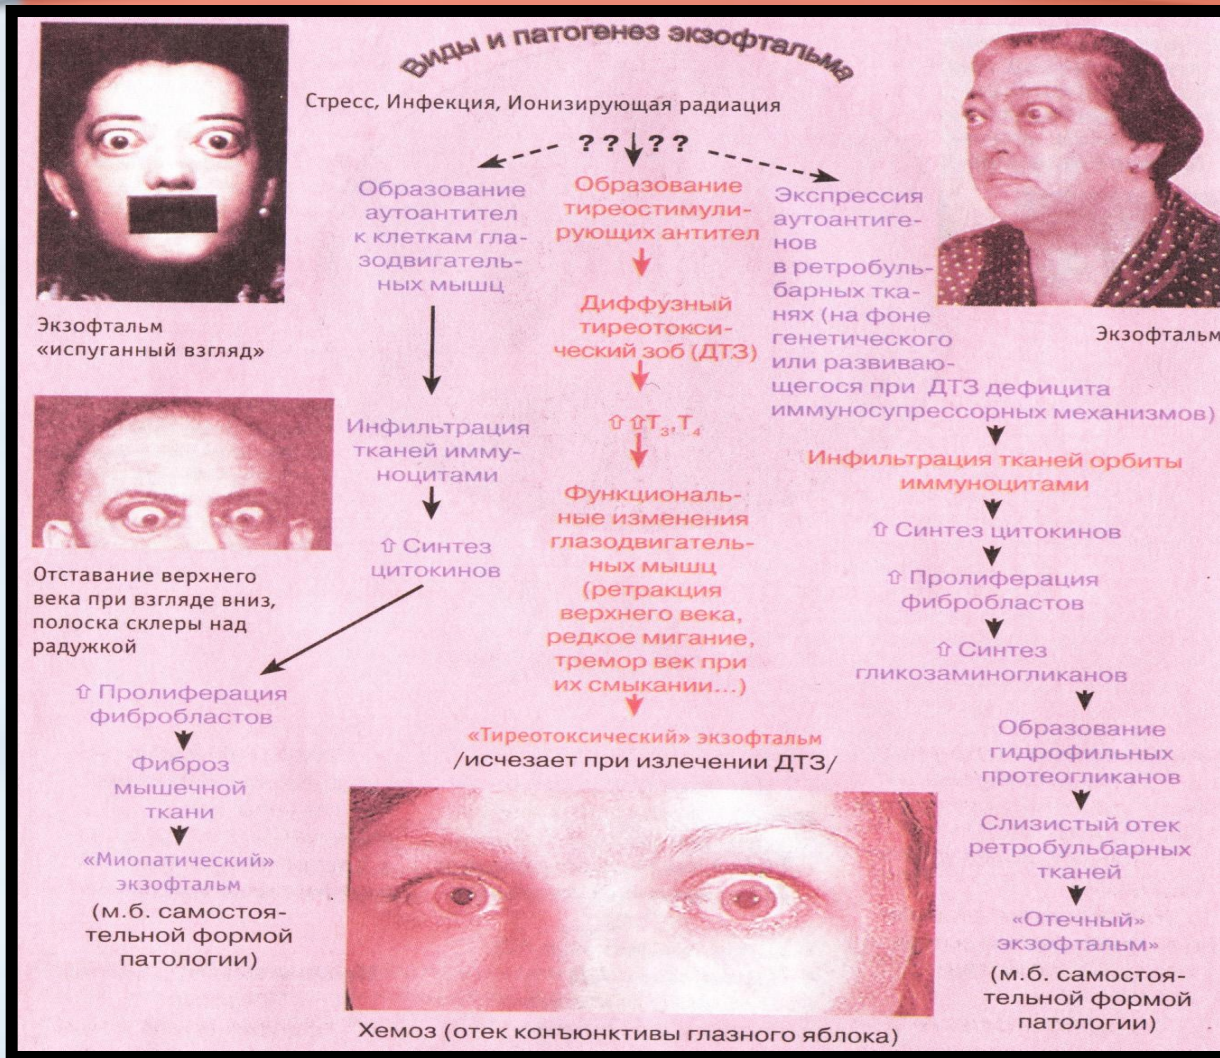 Виды и патогенез экзофтальма
Стресс, Инфекция, Ионизирующая радиация
? ? ? ?
Экзофтальм
«испуганный взгляд»
Экзофтальм
Отставание верхнего
века при взгляде вниз,
полоска склеры над
радужкой
Образование
аутоантител
к клеткам гла-
зодвигатель-
ных мышц
Инфильтрация
тканей имму-
ноцитами
⇧ Синтез
цитокинов
⇧ Пролиферация
фибробластов
Фиброз
мышечной
ткани
«Миопатический»
экзофтальм
(м.б. самостоя-
тельной формой
патологии)
Образование
тиреостимули-
рующих антител
Диффузный
тиреотокси-
ческий зоб (ДТЗ)
⇧⇧T₃,T₄
Функциональ-
ные изменения
глазодвигатель-
ных мышц
(ретракция
верхнего века,
редкое мигание,
тремор век при
их смыкании...)
«Тиреотоксический» экзофтальм
/исчезает при излечении ДТЗ/
Хемоз (отек конъюнктивы глазного яблока)
Экспрессия
аутоантиге-
нов
в ретробуль-
барных тка-
нях (на фоне
генетического
или развиваю-
щегося при ДТЗ дефицита
иммуносупрессорных механизмов)
Инфильтрация тканей орбиты
иммуноцитами
⇧ Синтез цитокинов
⇧ Пролиферация
фибробластов
⇧ Синтез
гликозаминогликанов
Образование
гидрофильных
протеогликанов
Слизистый отек
ретробульбарных
тканей
«Отечный»
экзофтальм»
(м.б. самостоя-
тельной формой
патологии)